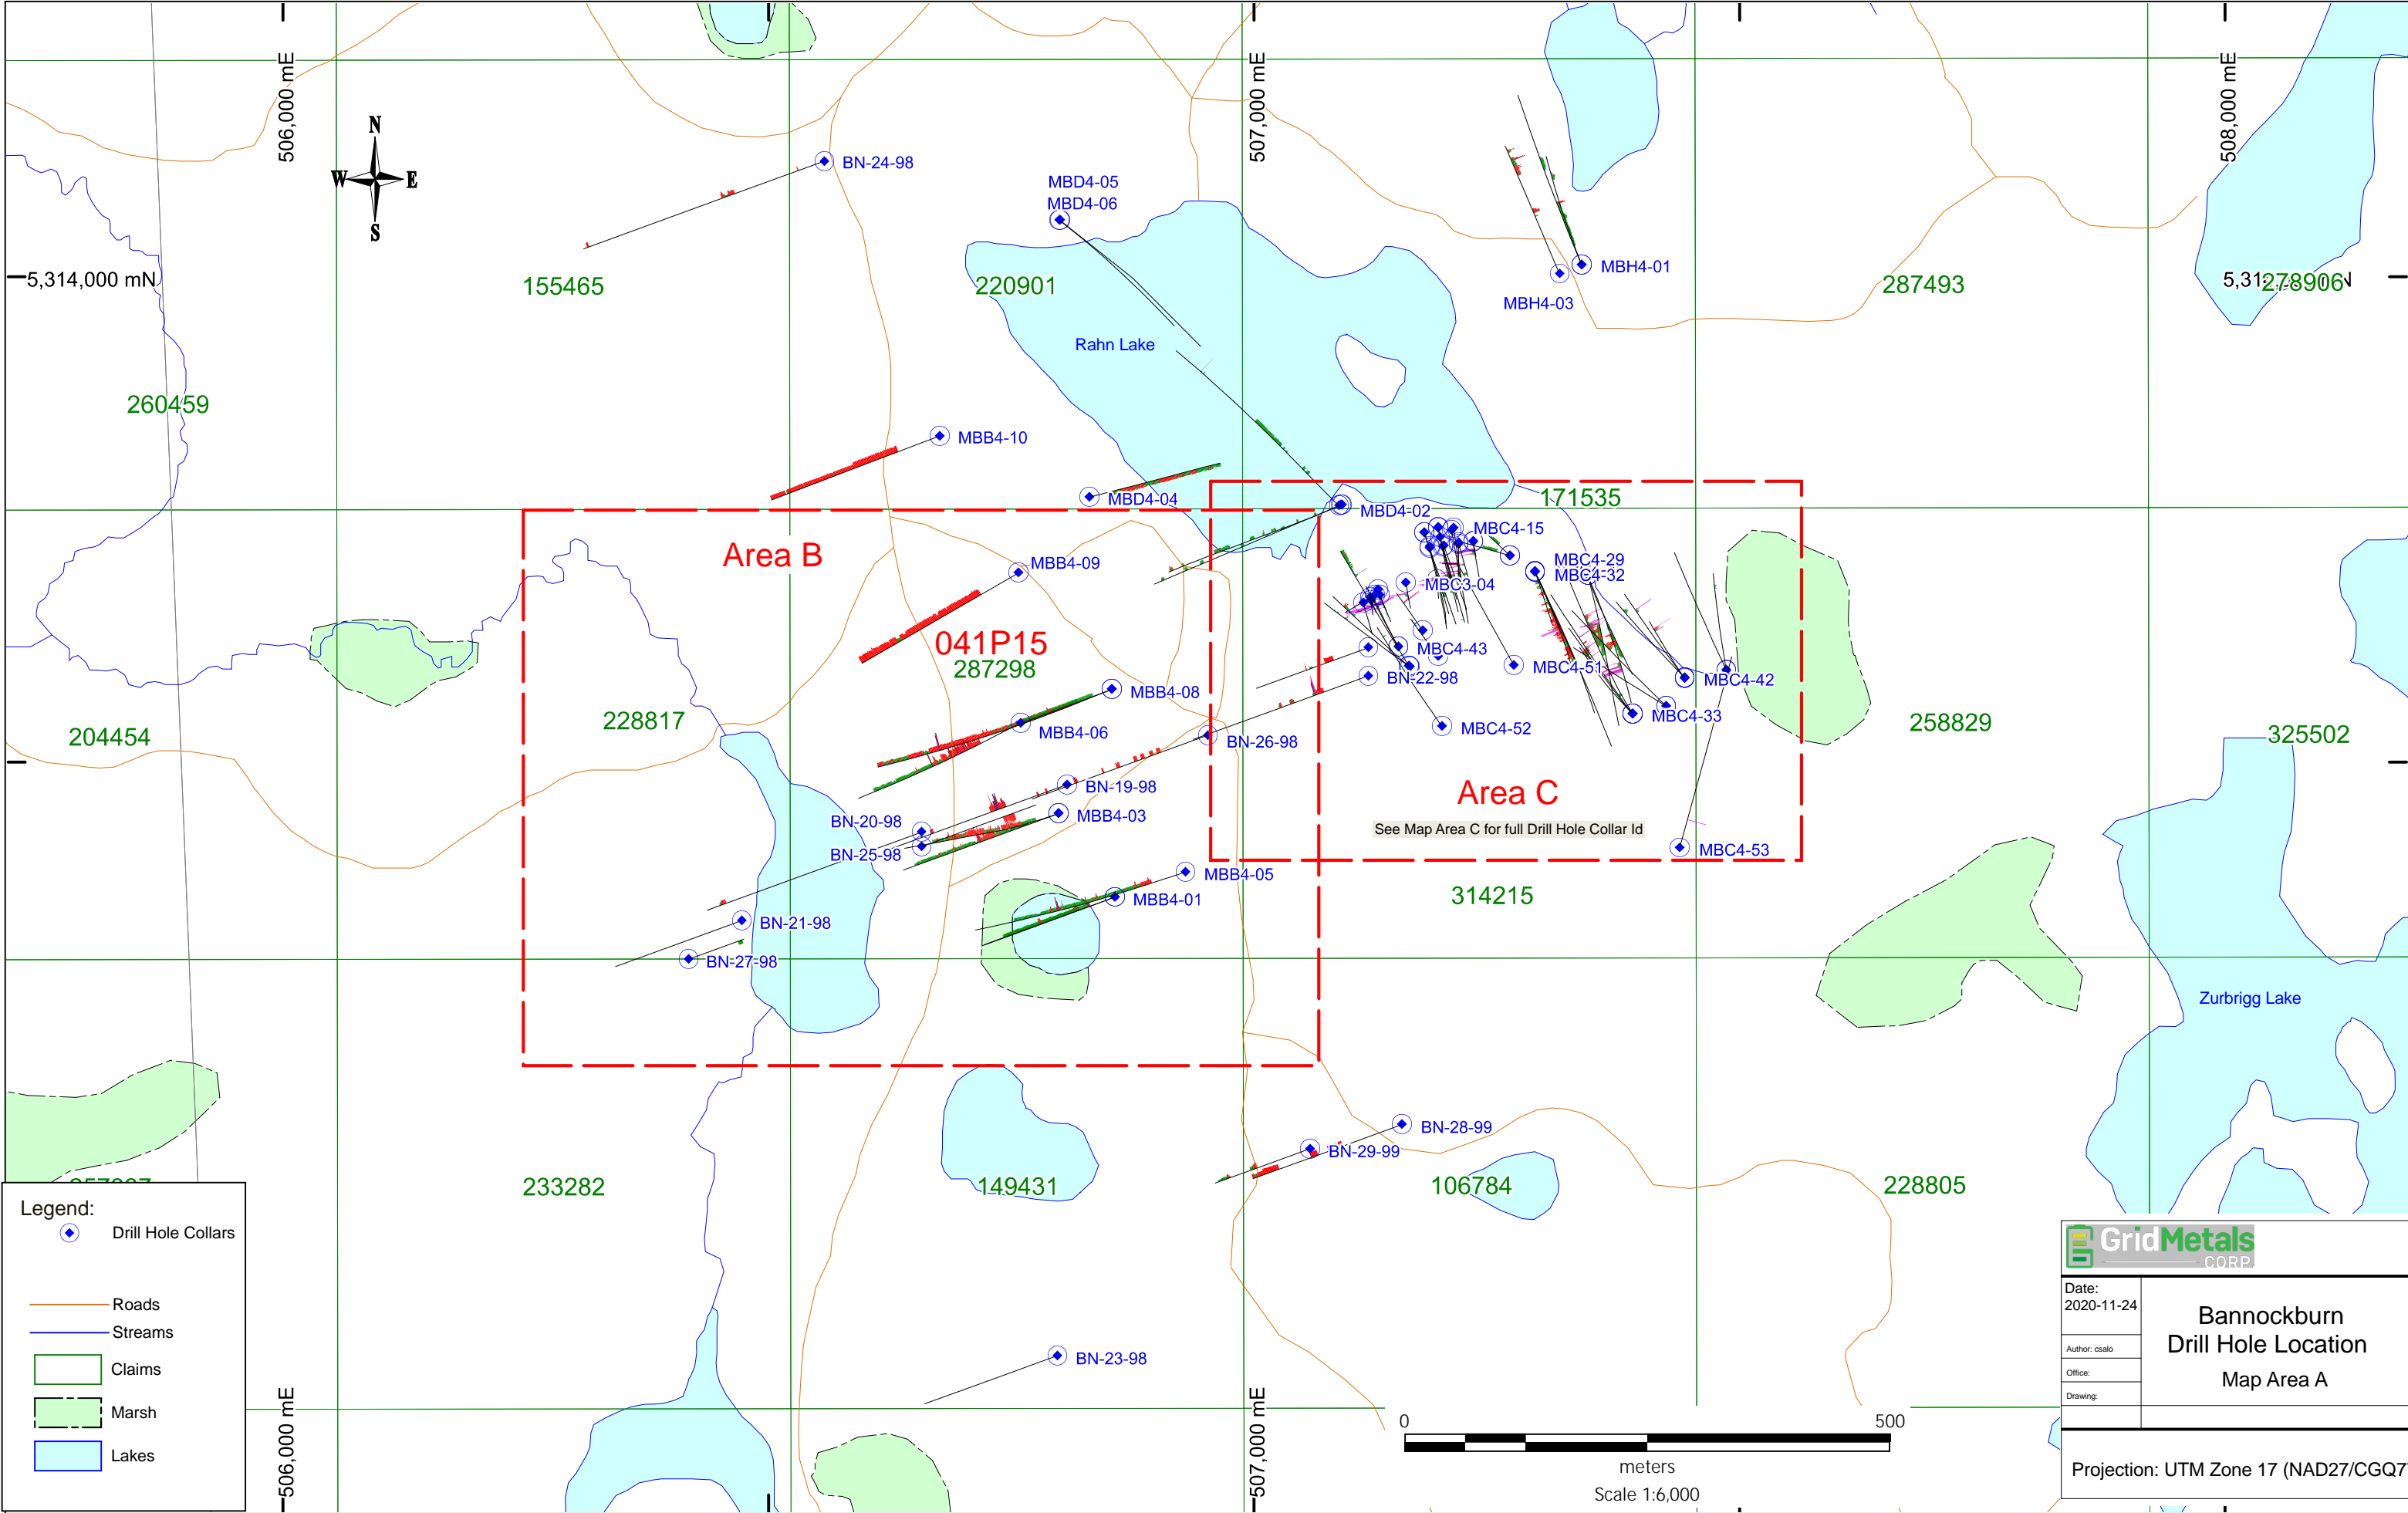 506,000 mE
507,000 mE
508,000 mE
N
W
E
S
BN-24-98
MBD4-05
MBD4-06
MBH4-01
MBH4-03
5,314,000 mN
155465
220901
287493
278906
Rahn Lake
260459
MBB4-10
MBD4-04
171535
MBD4-02
MBC4-15
Area B
MBB4-09
MBC4-29
MBC4-32
MBC3-04
041P15
287298
MBC4-43
MBC4-51
BN-22-98
MBC4-42
MBB4-08
MBC4-33
204454
228817
MBB4-06
MBC4-52
258829
325502
BN-26-98
BN-19-98
Area C
MBB4-03
BN-20-98
See Map Area C for full Drill Hole Collar Id
BN-25-98
MBC4-53
MBB4-05
MBB4-01
314215
BN-21-98
BN-27-98
Zurbrigg Lake
BN-28-99
BN-29-99
233282
149431
106784
228805
Legend:
Drill Hole Collars
Roads
Streams
Claims
Marsh
Lakes
BN-23-98
506,000 mE
507,000 mE
0
500
meters
Scale 1:6,000
GridMetals
CORP
Date:
2020-11-24
Author: csalo
Office:
Drawing:
Bannockburn
Drill Hole Location
Map Area A
Projection: UTM Zone 17 (NAD27/CGQ7